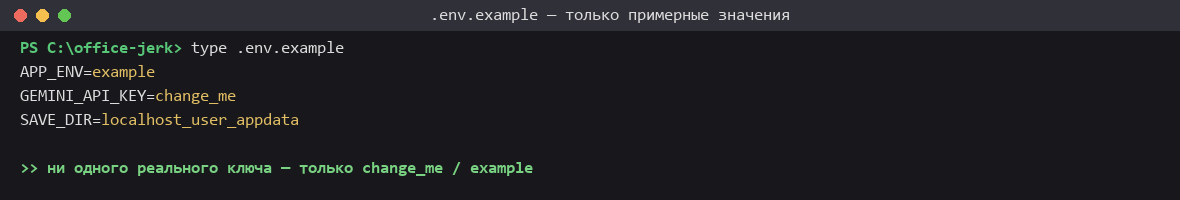 .env.example — только примерные значения
PS C:\office-jerk> type .env.example
APP_ENV=example
GEMINI_API_KEY=change_me
SAVE_DIR=localhost_user_appdata
>> ни одного реального ключа — только change_me / example